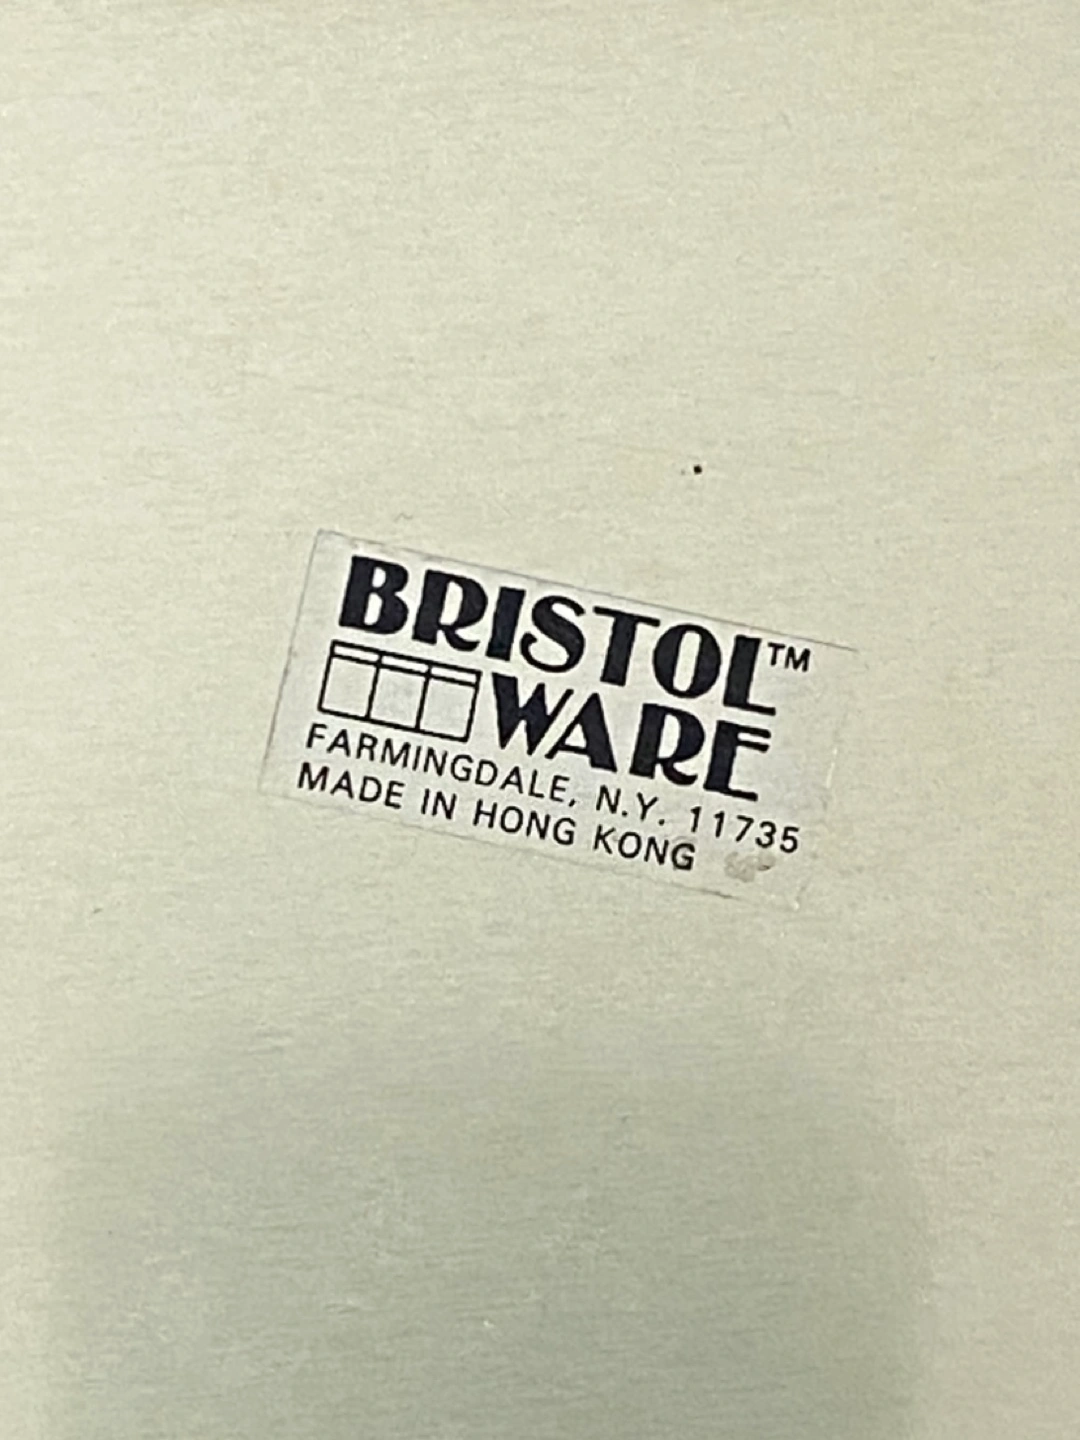 BRISTOL™
WARE
FARMINGDALE, N.Y. 11735
MADE IN HONG KONG